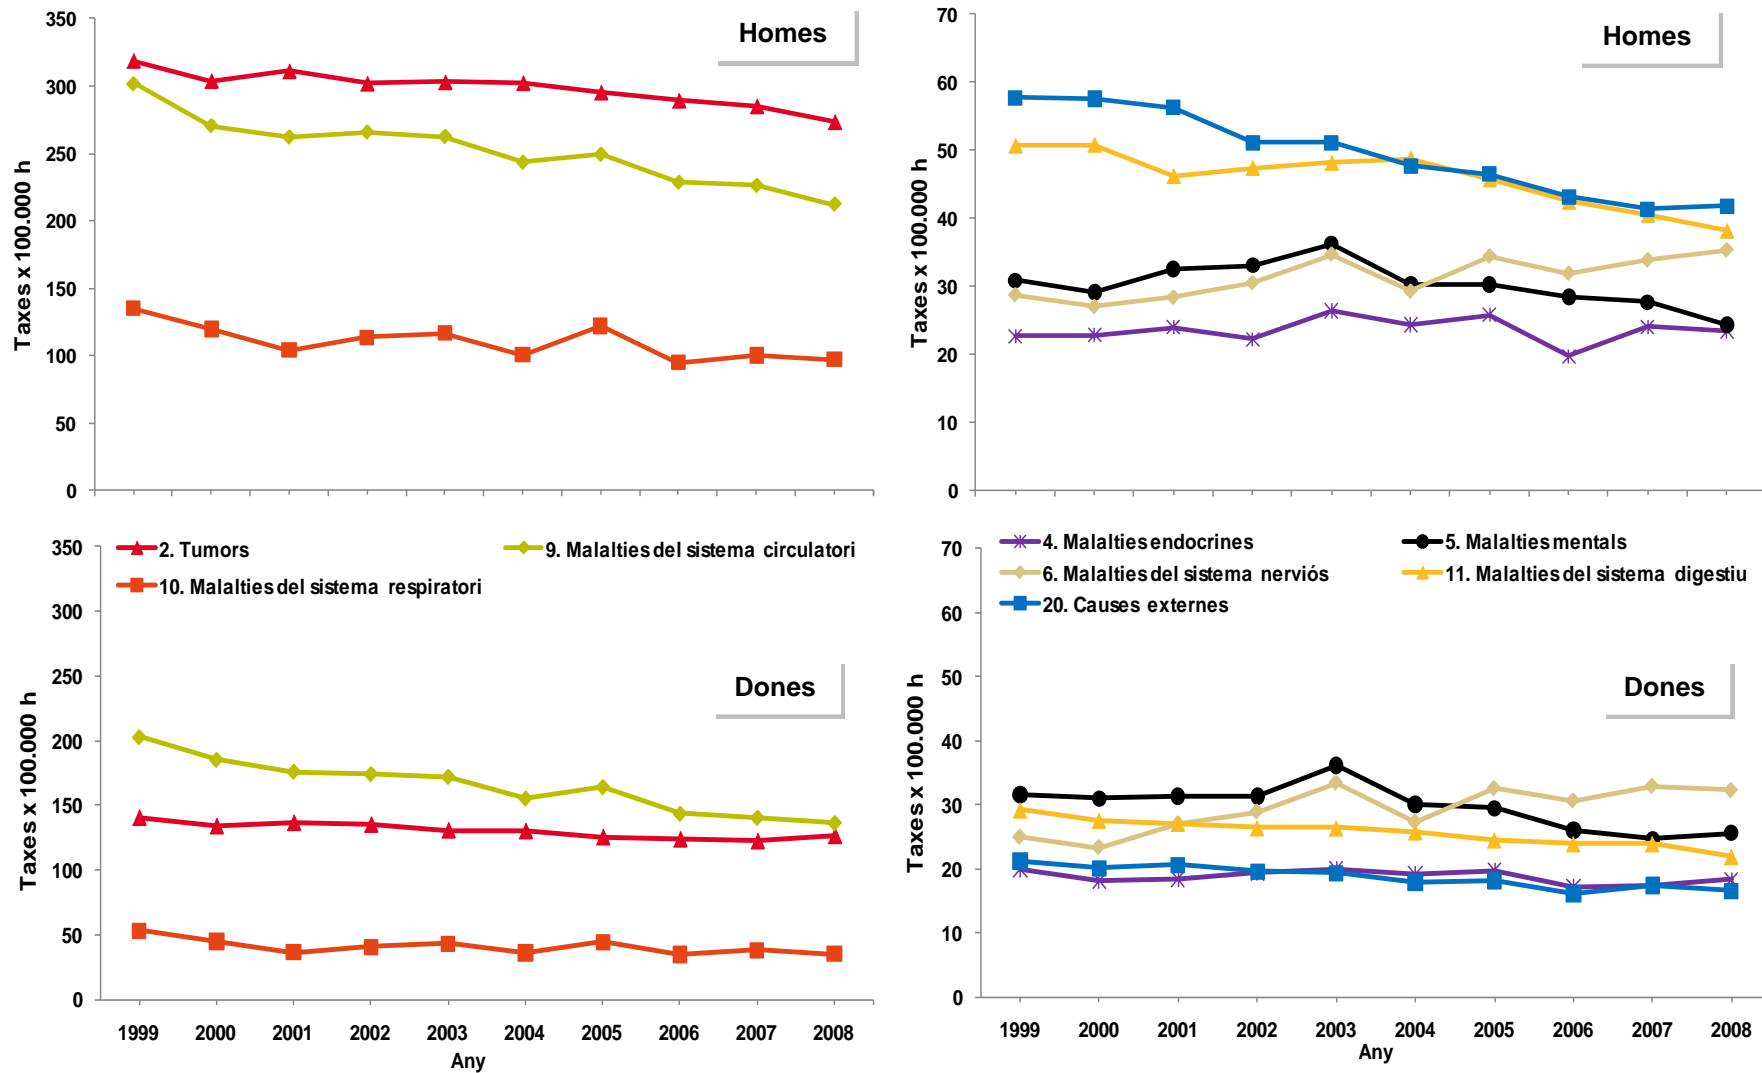 Homes
Taxes x 100.000 h
350
300
250
200
150
100
50
0
Homes
Taxes x 100.000 h
70
60
50
40
30
20
10
0
2. Tumors
9. Malalties del sistema circulatori
10. Malalties del sistema respiratori
Dones
Taxes x 100.000 h
350
300
250
200
150
100
50
0
1999 2000 2001 2002 2003 2004 2005 2006 2007 2008
Any
4. Malalties endocrines
5. Malalties mentals
6. Malalties del sistema nerviós
11. Malalties del sistema digestiu
20. Causes externes
Dones
Taxes x 100.000 h
70
60
50
40
30
20
10
0
1999 2000 2001 2002 2003 2004 2005 2006 2007 2008
Any